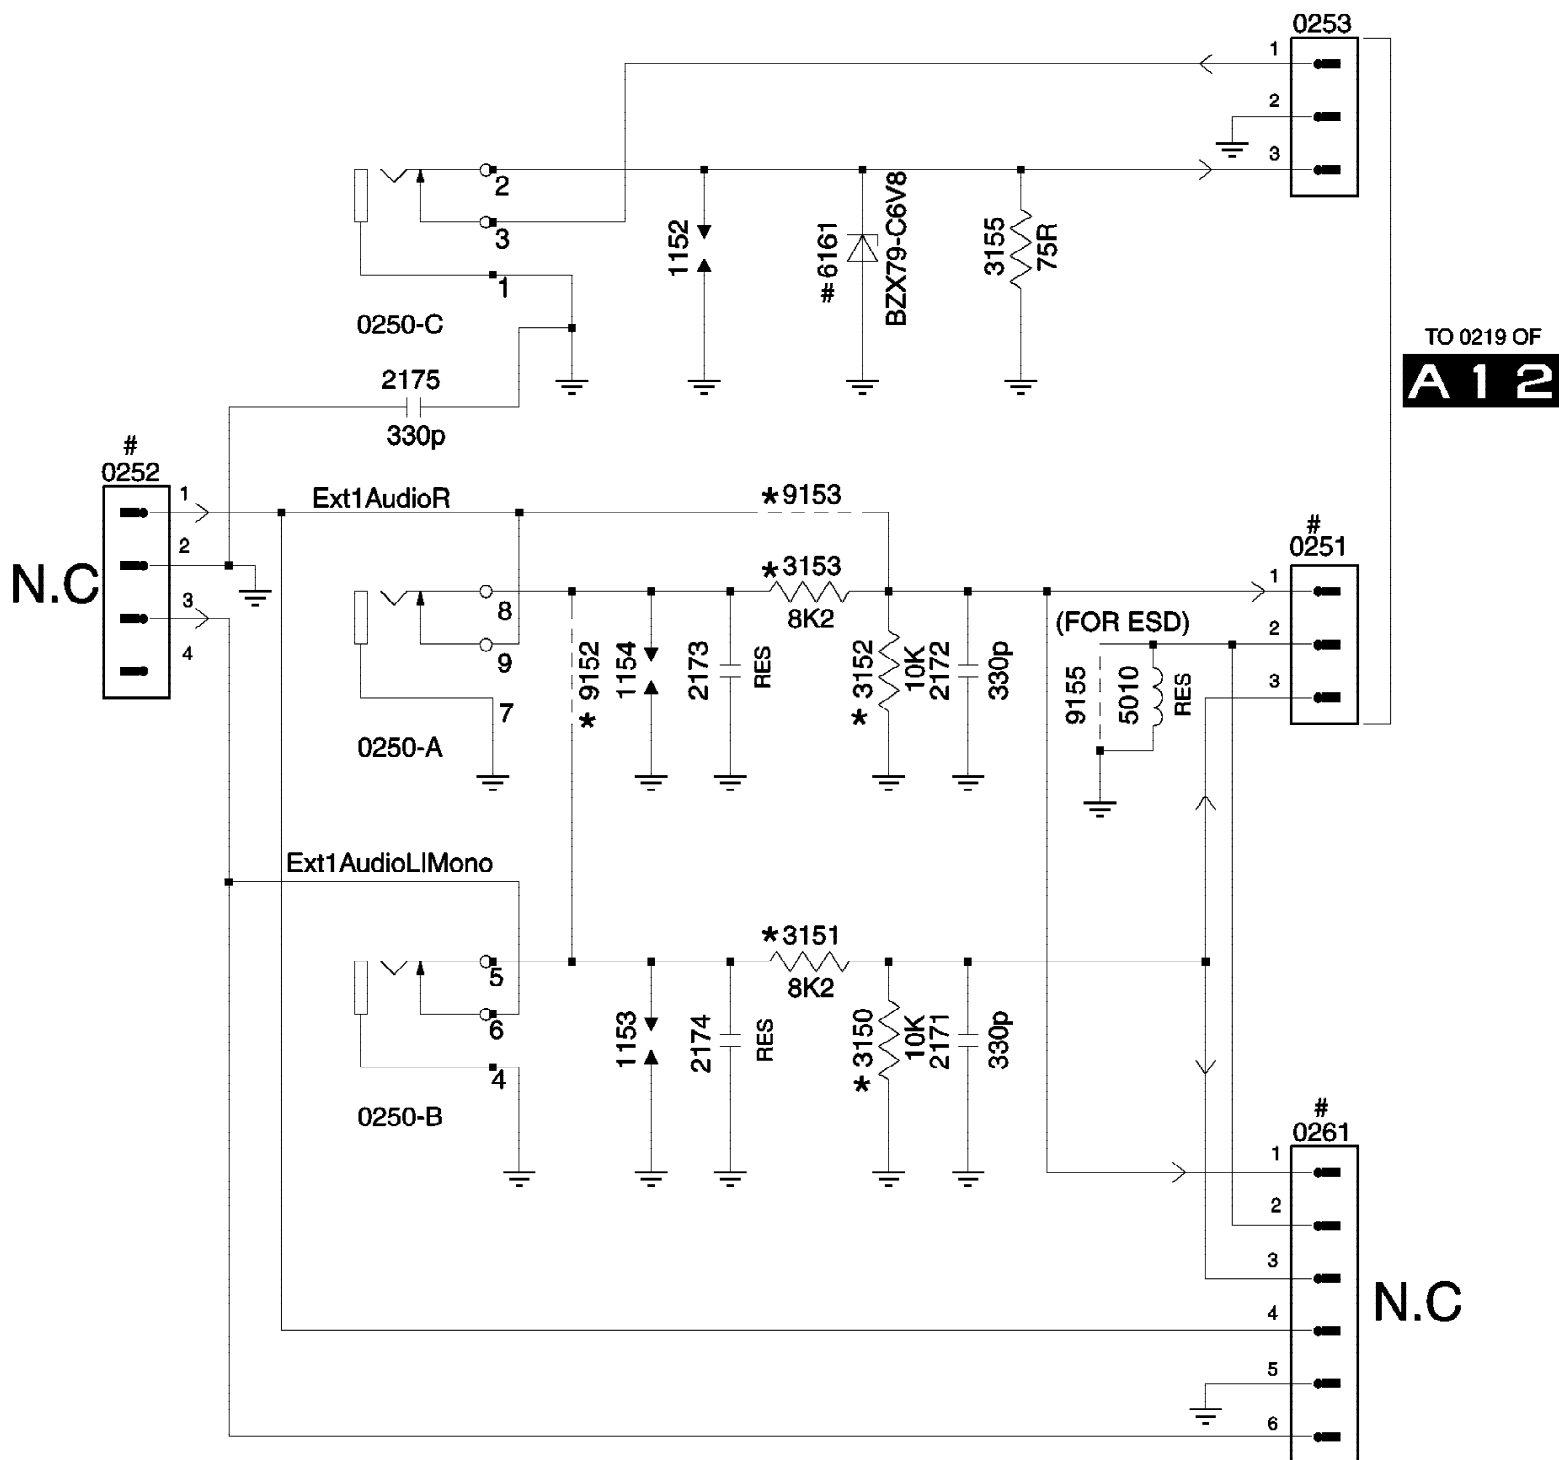 0253
1
2
3
2
3
1
0250-C
1152
# 6161
BZX79-C6V8
3155
75R
TO 0219 OF
A12
2175
330p
#
0252
1
2
3
4
N.C
Ext1AudioR
*9153
*3153
8K2
8
9
7
0250-A
* 9152
1154
2173
RES
* 3152
10K
2172
330p
(FOR ESD)
9155
5010
RES
#
0251
1
2
3
Ext1AudioLIMono
*3151
8K2
5
6
4
0250-B
1153
2174
RES
* 3150
10K
2171
330p
#
0261
1
2
3
4
5
6
N.C